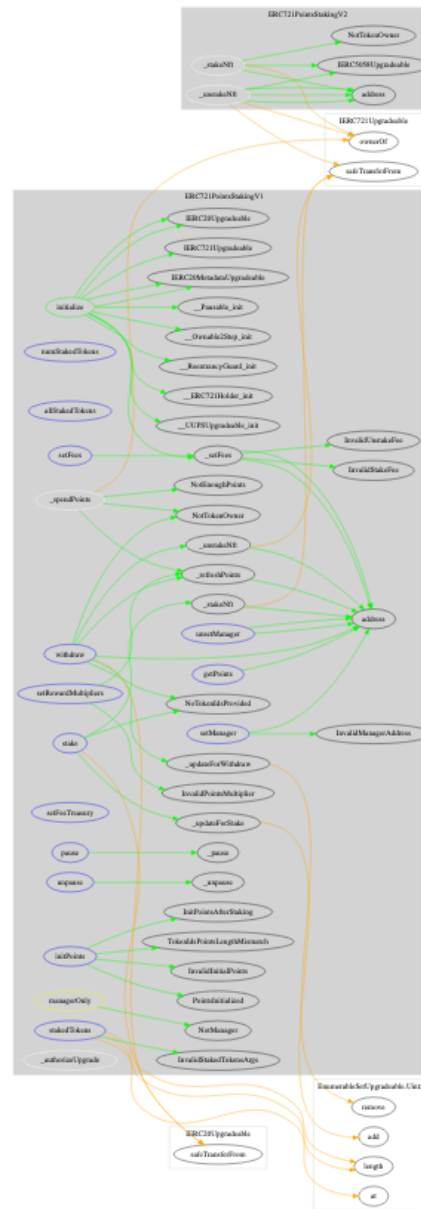 ERC721PointsStakingV2
NotTokenOwner
_stakeNft
IERC5058Upgradeable
_unstakeNft
address
IERC721Upgradeable
ownerOf
safeTransferFrom
ERC721PointsStakingV1
IERC20Upgradeable
IERC721Upgradeable
IERC20MetadataUpgradeable
initialize
__Pausable_init
__Ownable2Step_init
numStakedTokens
__ReentrancyGuard_init
__ERC721Holder_init
allStakedTokens
__UUPSUpgradeable_init
InvalidUnstakeFee
setFees
_setFees
InvalidStakeFee
NotEnoughPoints
_spendPoints
NotTokenOwner
_unstakeNft
_refreshPoints
_stakeNft
address
unsetManager
withdraw
getPoints
setRewardMultipliers
NoTokenIdsProvided
setManager
InvalidManagerAddress
stake
_updateForWithdraw
InvalidPointsMultiplier
setFeeTreasury
_updateForStake
pause
_pause
unpause
_unpause
InitPointsAfterStaking
TokenIdsPointsLengthMismatch
initPoints
InvalidInitialPoints
managerOnly
PointsInitialized
stakedTokens
NotManager
_authorizeUpgrade
InvalidStakedTokensArgs
EnumerableSetUpgradeable.Uint
remove
IERC20Upgradeable
add
safeTransferFrom
length
at